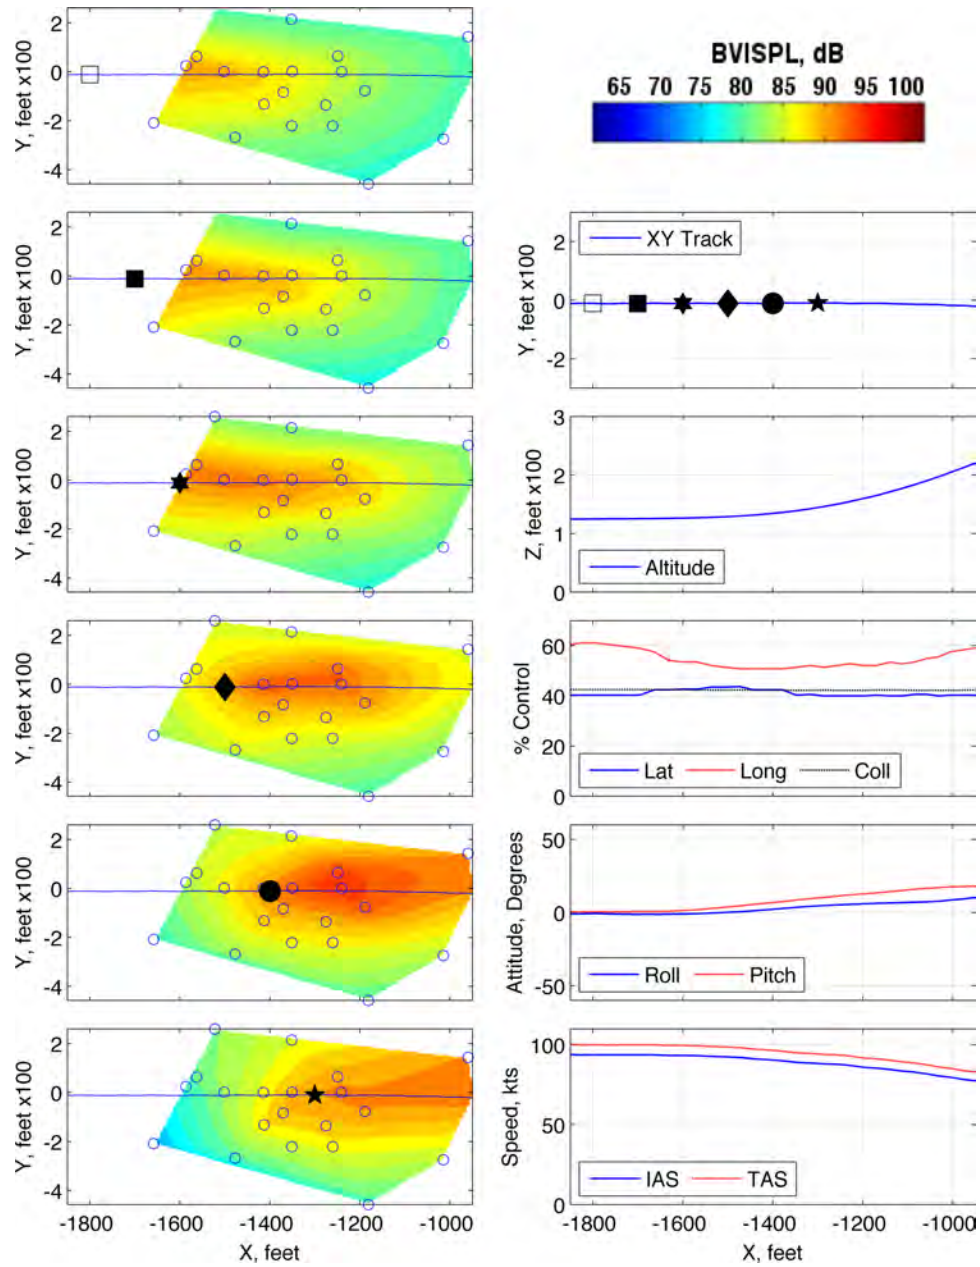 BVISPL, dB
65 70 75 80 85 90 95 100
Y, feet x100
2
0
-2
-4
Y, feet x100
2
0
-2
-4
XY Track
Y, feet x100
2
0
-2
Y, feet x100
2
0
-2
-4
Z, feet x100
3
2
1
0
Altitude
Y, feet x100
2
0
-2
-4
% Control
60
40
20
0
Lat Long Coll
Y, feet x100
2
0
-2
-4
Attitude, Degrees
50
0
-50
Roll Pitch
Y, feet x100
2
0
-2
-4
-1800 -1600 -1400 -1200 -1000
X, feet
Speed, kts
100
50
0
IAS TAS
-1800 -1600 -1400 -1200 -1000
X, feet